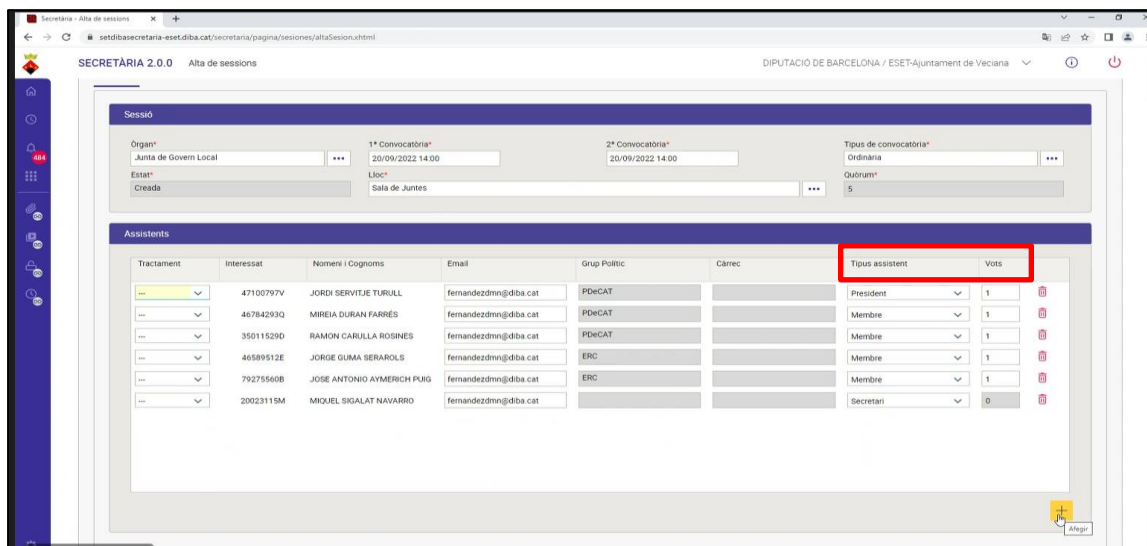 Secretària - Alta de sessions
setdibasecretaria-eset.diba.cat/secretaria/pagina/sesiones/altaSesion.xhtml
SECRETÀRIA 2.0.0 Alta de sessions DIPUTACIÓ DE BARCELONA / ESET-Ajuntament de Veciana
484
00
00
00
00
Sessió
Òrgan* 1ª Convocatòria* 2ª Convocatòria* Tipus de convocatòria*
Junta de Govern Local 20/09/2022 14:00 20/09/2022 14:00 Ordinària
Estat* Lloc* Quòrum*
Creada Sala de Juntes 5
Assistents
Tractament Interessat Nomeni i Cognoms Email Grup Polític Càrrec Tipus assistent Vots
--- 47100797V JORDI SERVITJE TURULL fernandezdmn@diba.cat PDeCAT President 1
--- 46784293Q MIREIA DURAN FARRÉS fernandezdmn@diba.cat PDeCAT Membre 1
--- 35011529D RAMON CARULLA ROSINES fernandezdmn@diba.cat PDeCAT Membre 1
--- 46589512E JORGE GUMA SERAROLS fernandezdmn@diba.cat ERC Membre 1
--- 79275560B JOSE ANTONIO AYMERICH PUIG fernandezdmn@diba.cat ERC Membre 1
--- 20023115M MIQUEL SIGALAT NAVARRO fernandezdmn@diba.cat Secretari 0
Afegir